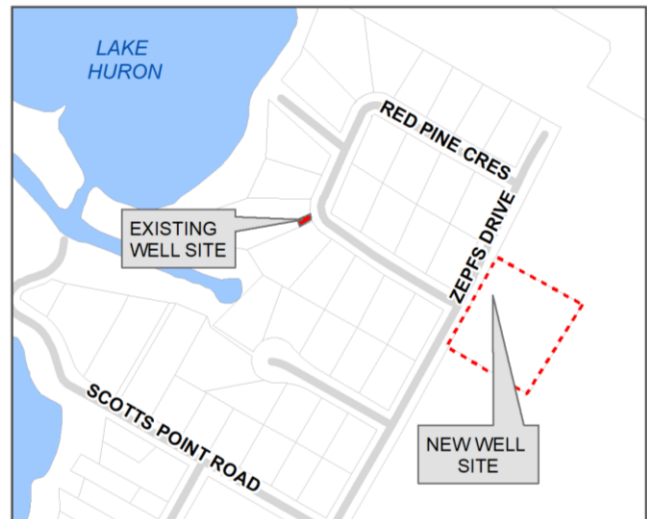 LAKE
HURON
RED PINE CRES
EXISTING
WELL SITE
ZEPFS DRIVE
SCOTTS POINT ROAD
NEW WELL
SITE